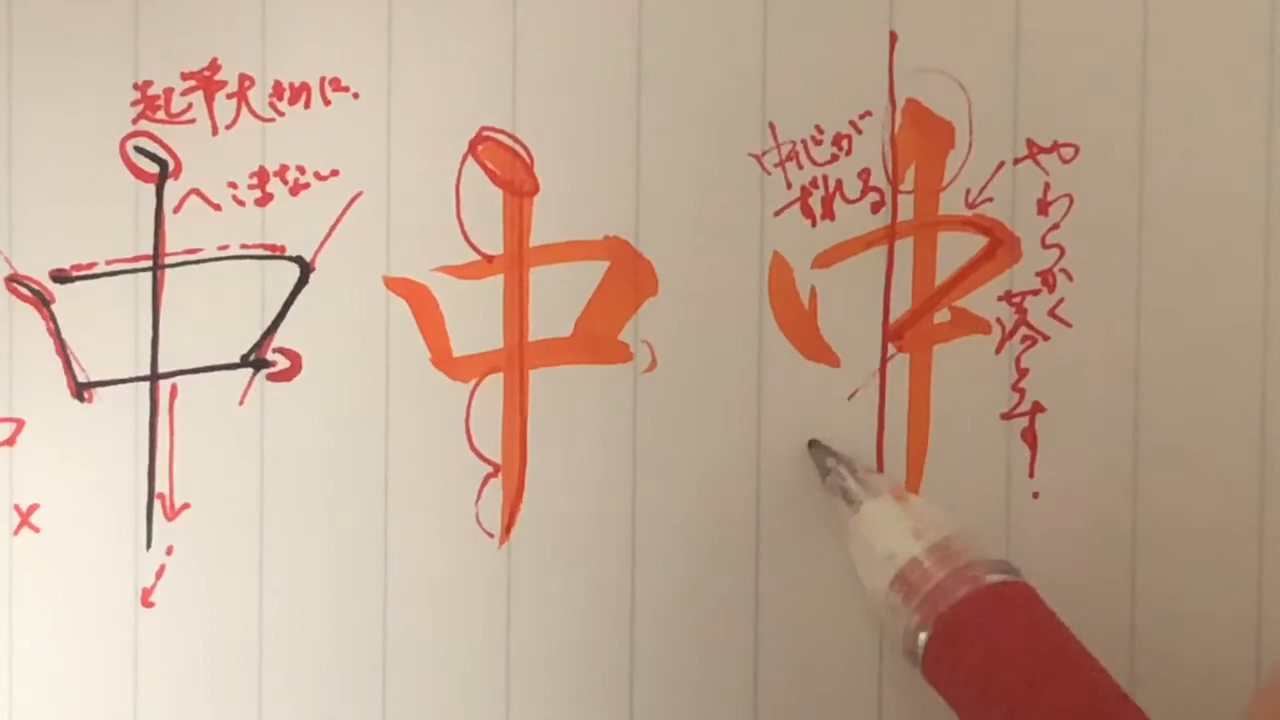 起筆大きめに.
へこまない
中
中
中心が
ずれる
中
やわらかく
落とす!
x